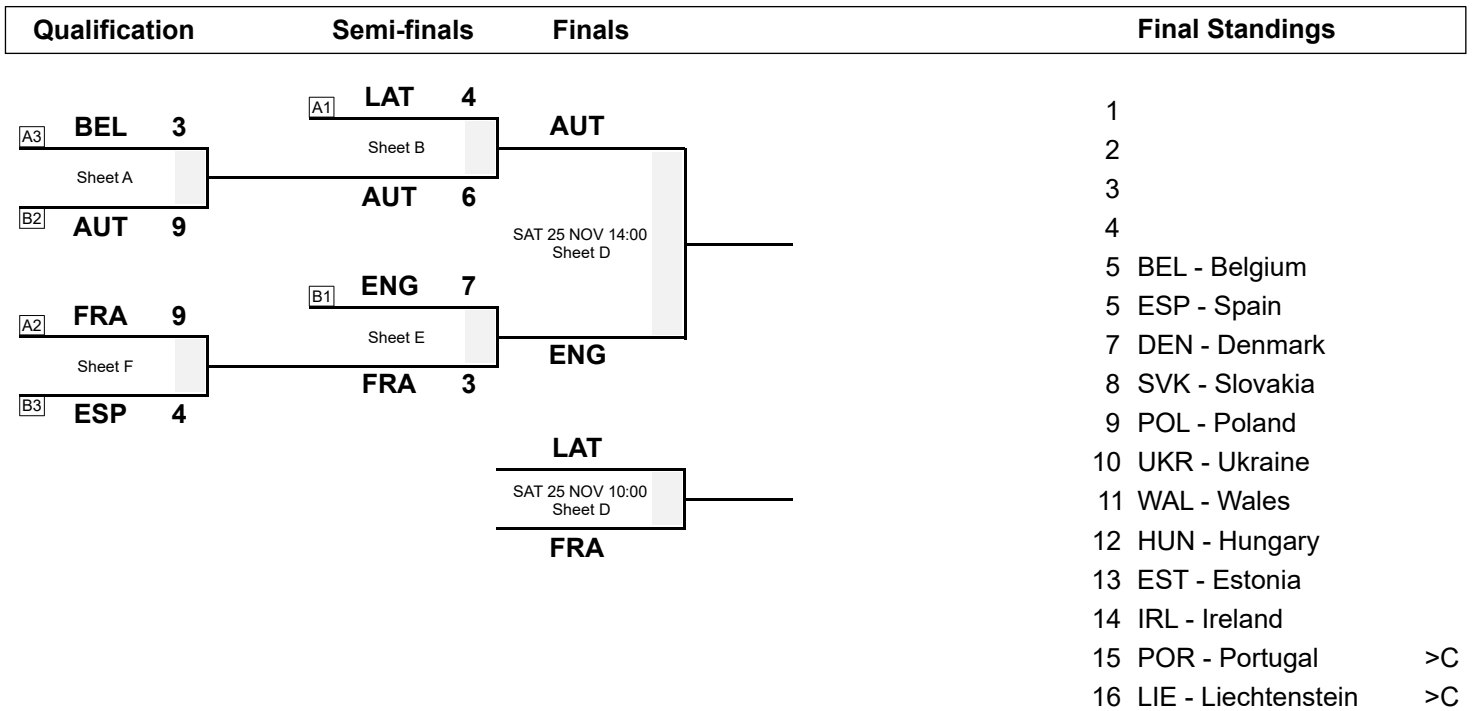 Qualification Semi-finals Finals Final Standings
A1 LAT 4
A3 BEL 3
Sheet B
AUT
Sheet A
AUT 6
B2 AUT 9
SAT 25 NOV 14:00
Sheet D
B1 ENG 7
A2 FRA 9
Sheet E
ENG
Sheet F
FRA 3
B3 ESP 4
LAT
SAT 25 NOV 10:00
Sheet D
FRA
1
2
3
4
5 BEL - Belgium
5 ESP - Spain
7 DEN - Denmark
8 SVK - Slovakia
9 POL - Poland
10 UKR - Ukraine
11 WAL - Wales
12 HUN - Hungary
13 EST - Estonia
14 IRL - Ireland
15 POR - Portugal >C
16 LIE - Liechtenstein >C